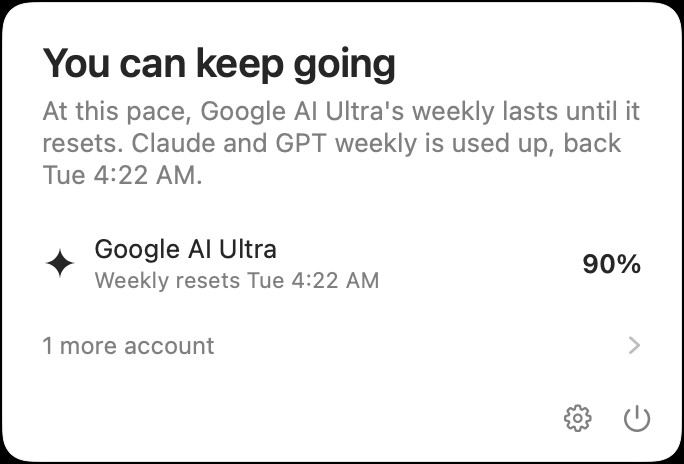 You can keep going
At this pace, Google AI Ultra's weekly lasts until it
resets. Claude and GPT weekly is used up, back
Tue 4:22 AM.
Google AI Ultra
Weekly resets Tue 4:22 AM
90%
1 more account